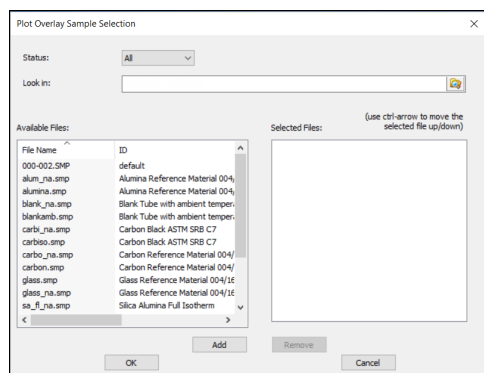 Plot Overlay Sample Selection
Status:
All
Look in:
(use ctrl-arrow to move the
selected file up/down)
Available Files:
Selected Files:
File Name ID
000-002.SMP default
alum_na.smp Alumina Reference Material 004/
alumina.smp Alumina Reference Material 004/
blank_na.smp Blank Tube with ambient tempera
blankamb.smp Blank Tube with ambient tempera
carbi_na.smp Carbon Black ASTM SRB C7
carbiso.smp Carbon Black ASTM SRB C7
carbo_na.smp Carbon Reference Material 004/
carbon.smp Carbon Reference Material 004/
glass.smp Glass Reference Material 004/16
glass_na.smp Glass Reference Material 004/16
sa_fl_na.smp Silica Alumina Full Isotherm
Add
Remove
OK
Cancel